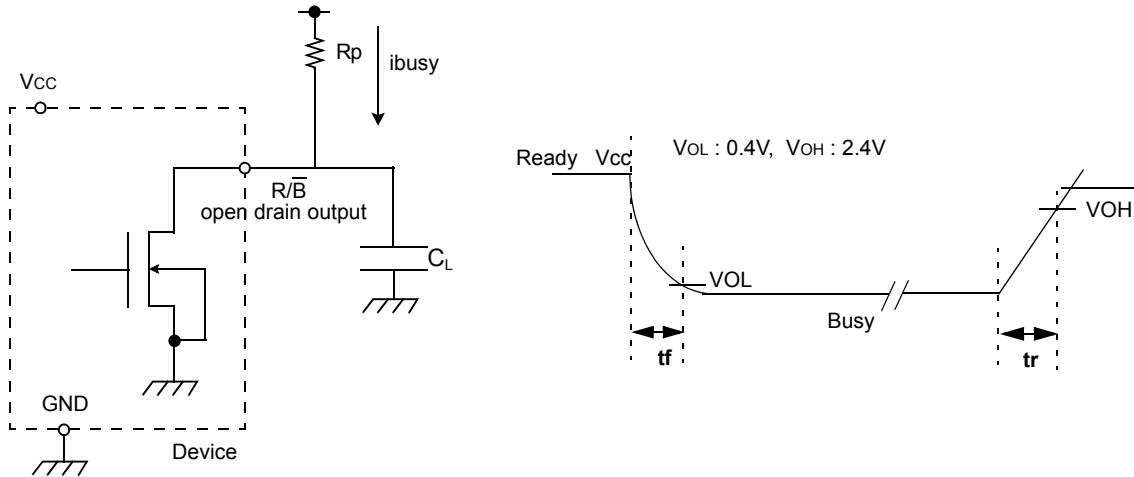 Rp
ibusy
VCC
R/B̅
open drain output
CL
GND
Device
Ready Vcc
VOL : 0.4V, VOH : 2.4V
VOH
VOL
Busy
tf
tr